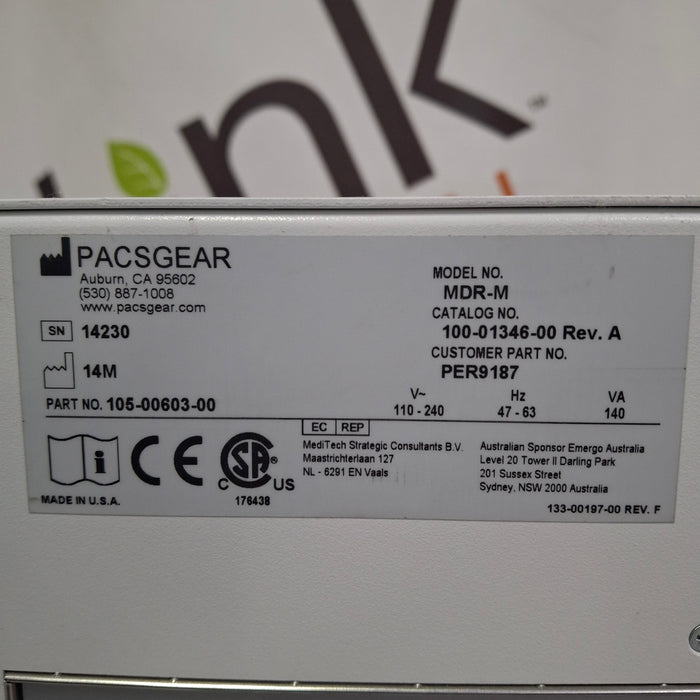 ink
™
PACSGEAR
Auburn, CA 95602
(530) 887-1008
www.pacsgear.com
SN 14230
14M
PART NO. 105-00603-00
MODEL NO.
MDR-M
CATALOG NO.
100-01346-00 Rev. A
CUSTOMER PART NO.
PER9187
V~ Hz VA
110 - 240 47 - 63 140
EC REP
MediTech Strategic Consultants B.V.
Maastrichterlaan 127
NL - 6291 EN Vaals
Australian Sponsor Emergo Australia
Level 20 Tower II Darling Park
201 Sussex Street
Sydney, NSW 2000 Australia
i CE C SA ® US
MADE IN U.S.A.
176438
133-00197-00 REV. F